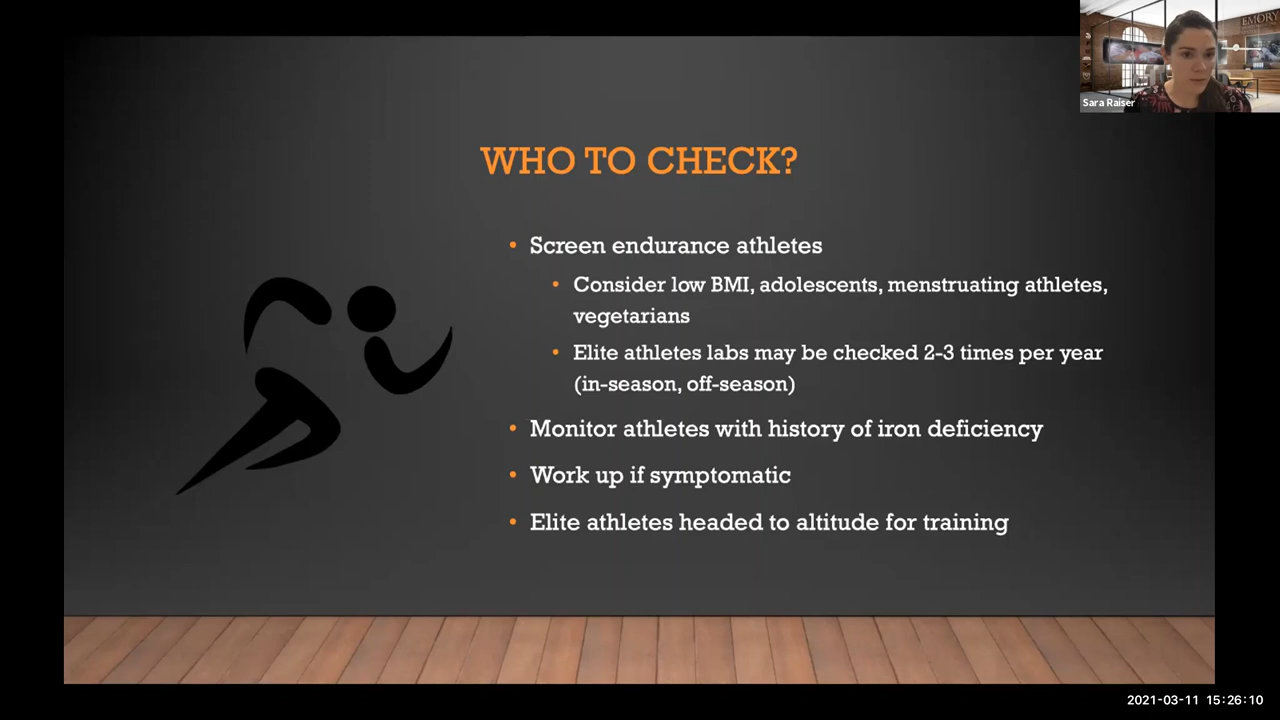 EMORY
Sara Raiser
WHO TO CHECK?
• Screen endurance athletes
• Consider low BMI, adolescents, menstruating athletes,
vegetarians
• Elite athletes labs may be checked 2-3 times per year
(in-season, off-season)
• Monitor athletes with history of iron deficiency
• Work up if symptomatic
• Elite athletes headed to altitude for training
2021-03-11 15:26:10